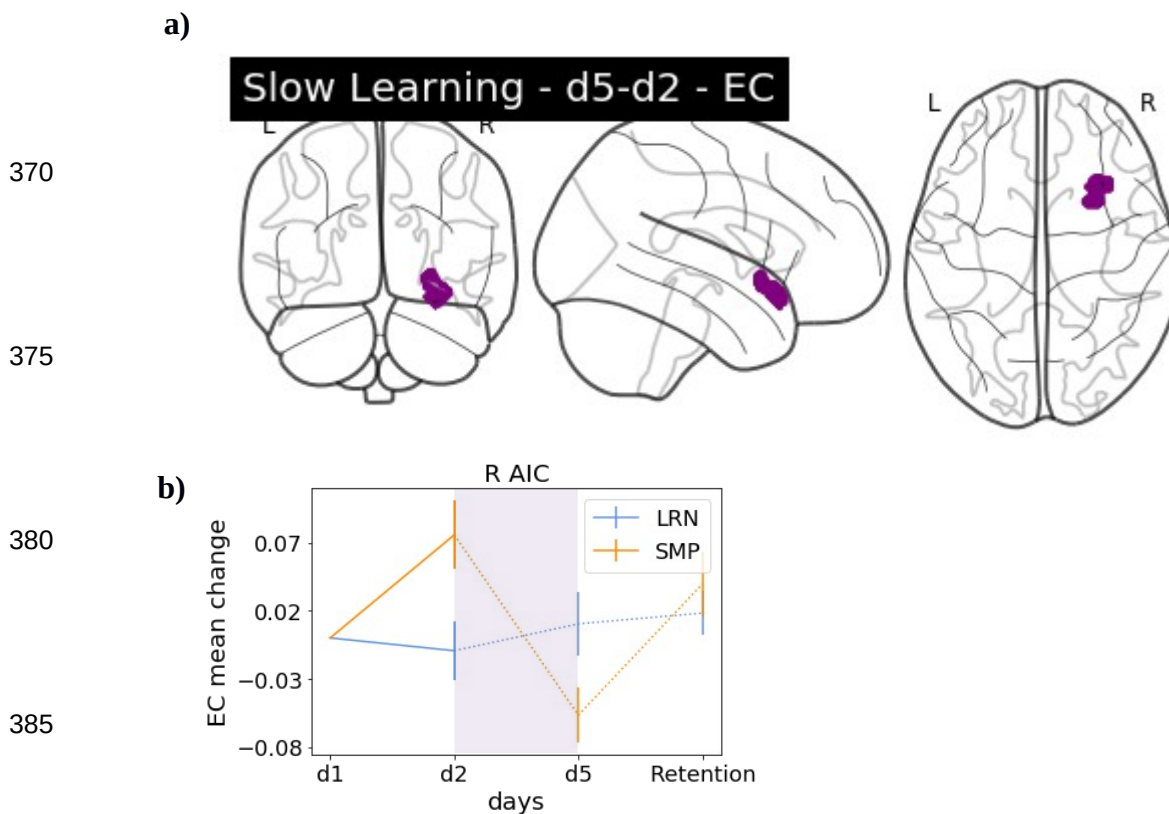 a)
Slow Learning - d5-d2 - EC
L R
L R
370
375
377
b)
R AIC
LRN
SMP
EC mean change
0.07
0.02
−0.03
−0.08
380
385
d1 d2 d5 Retention
days